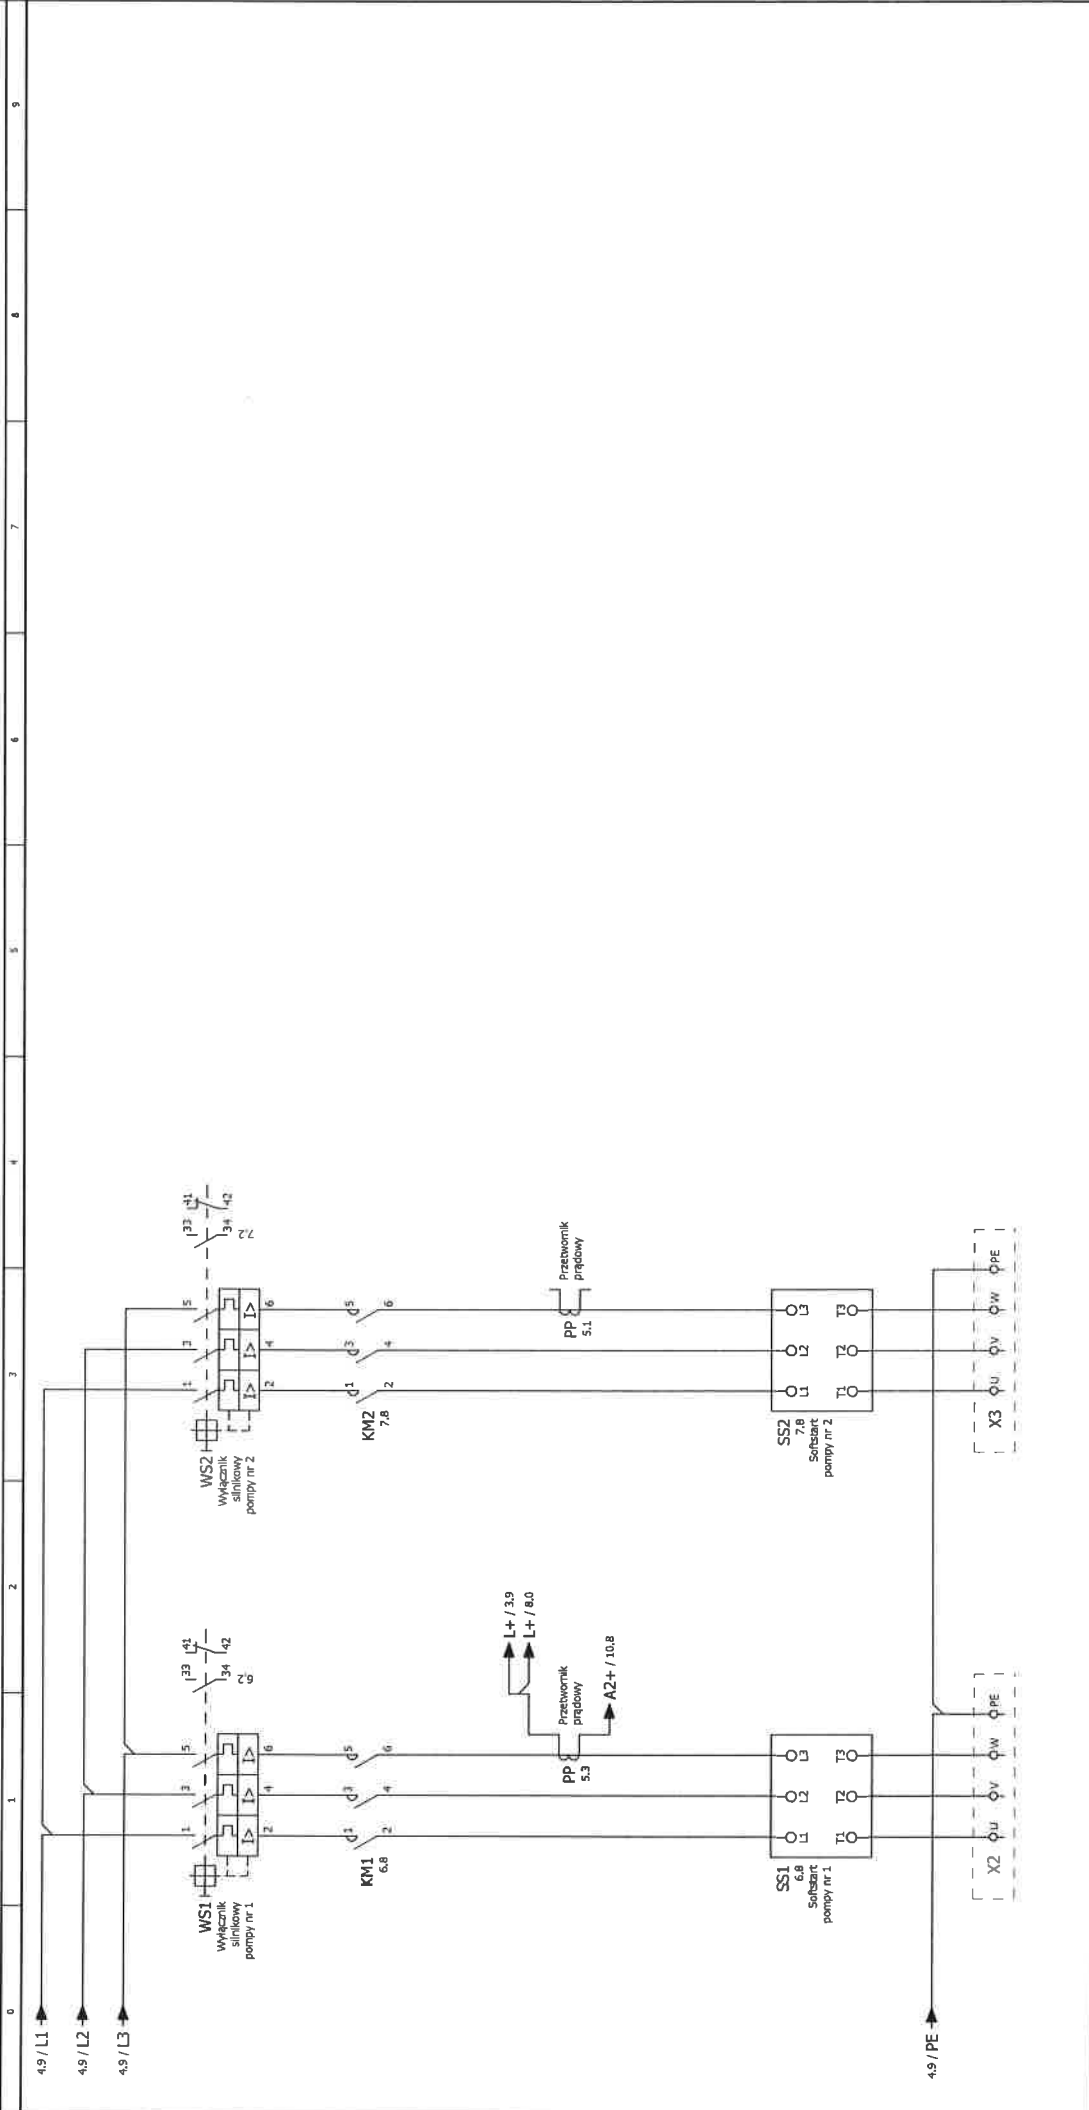 0 1 2 3 4 5 6 7 8 9
4.9 / L1
4.9 / L2
4.9 / L3
WS1
Wyłącznik
silnikowy
pompy nr 1
1 3 5
2 4 6
33 41
34 42
6.2
WS2
Wyłącznik
silnikowy
pompy nr 2
1 3 5
2 4 6
33 41
34 42
7.2
I> I> I>
I> I> I>
KM1
6.8
1 3 5
2 4 6
KM2
7.8
1 3 5
2 4 6
L+ / 3.9
L+ / 8.0
PP
5.3
Przetwornik
prądowy
A2+ / 10.8
PP
5.1
Przetwornik
prądowy
SS1
6.8
Softstart
pompy nr 1
L1 L2 L3
T1 T2 T3
SS2
7.8
Softstart
pompy nr 2
L1 L2 L3
T1 T2 T3
4.9 / PE
X2
U V W PE
X3
U V W PE